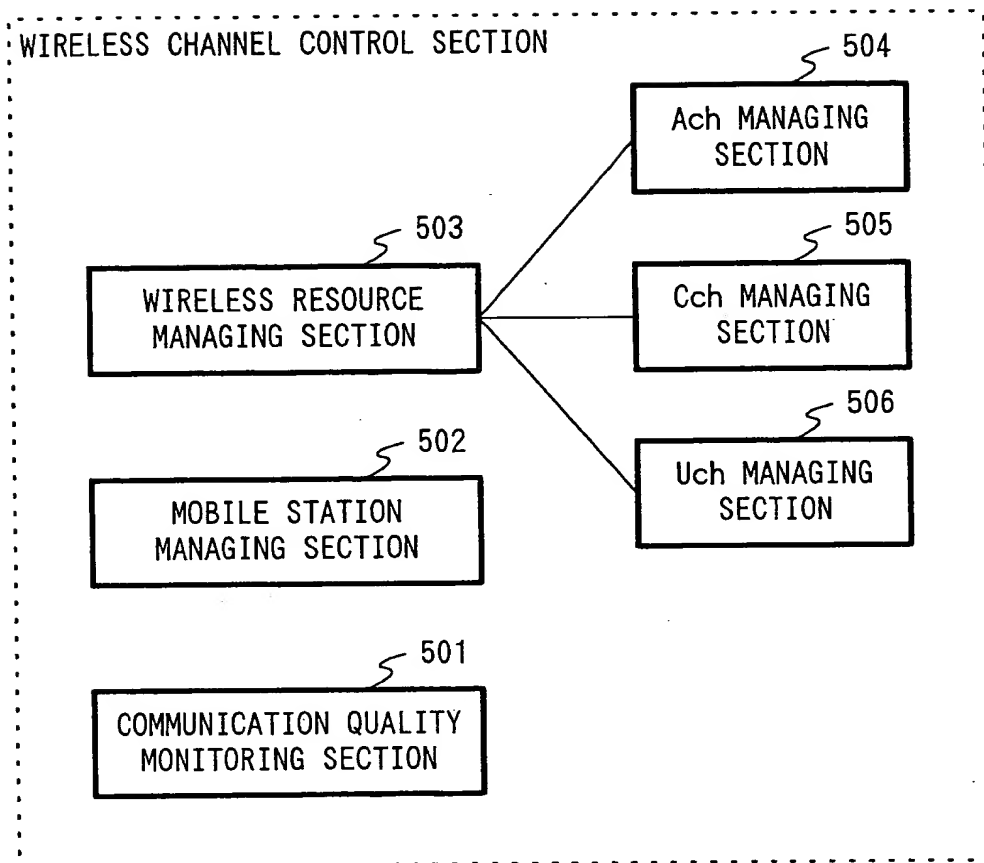 WIRELESS CHANNEL CONTROL SECTION
504
Ach MANAGING
SECTION
503
WIRELESS RESOURCE
MANAGING SECTION
505
Cch MANAGING
SECTION
506
Uch MANAGING
SECTION
502
MOBILE STATION
MANAGING SECTION
501
COMMUNICATION QUALITY
MONITORING SECTION